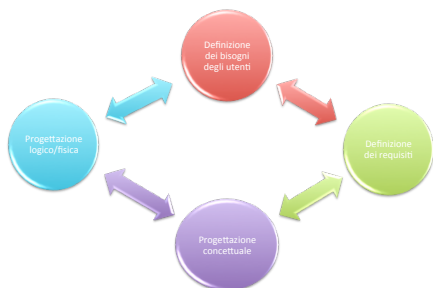 Definizione
dei bisogni
degli utenti
Progettazione
logico/fisica
Definizione
dei requisiti
Progettazione
concettuale